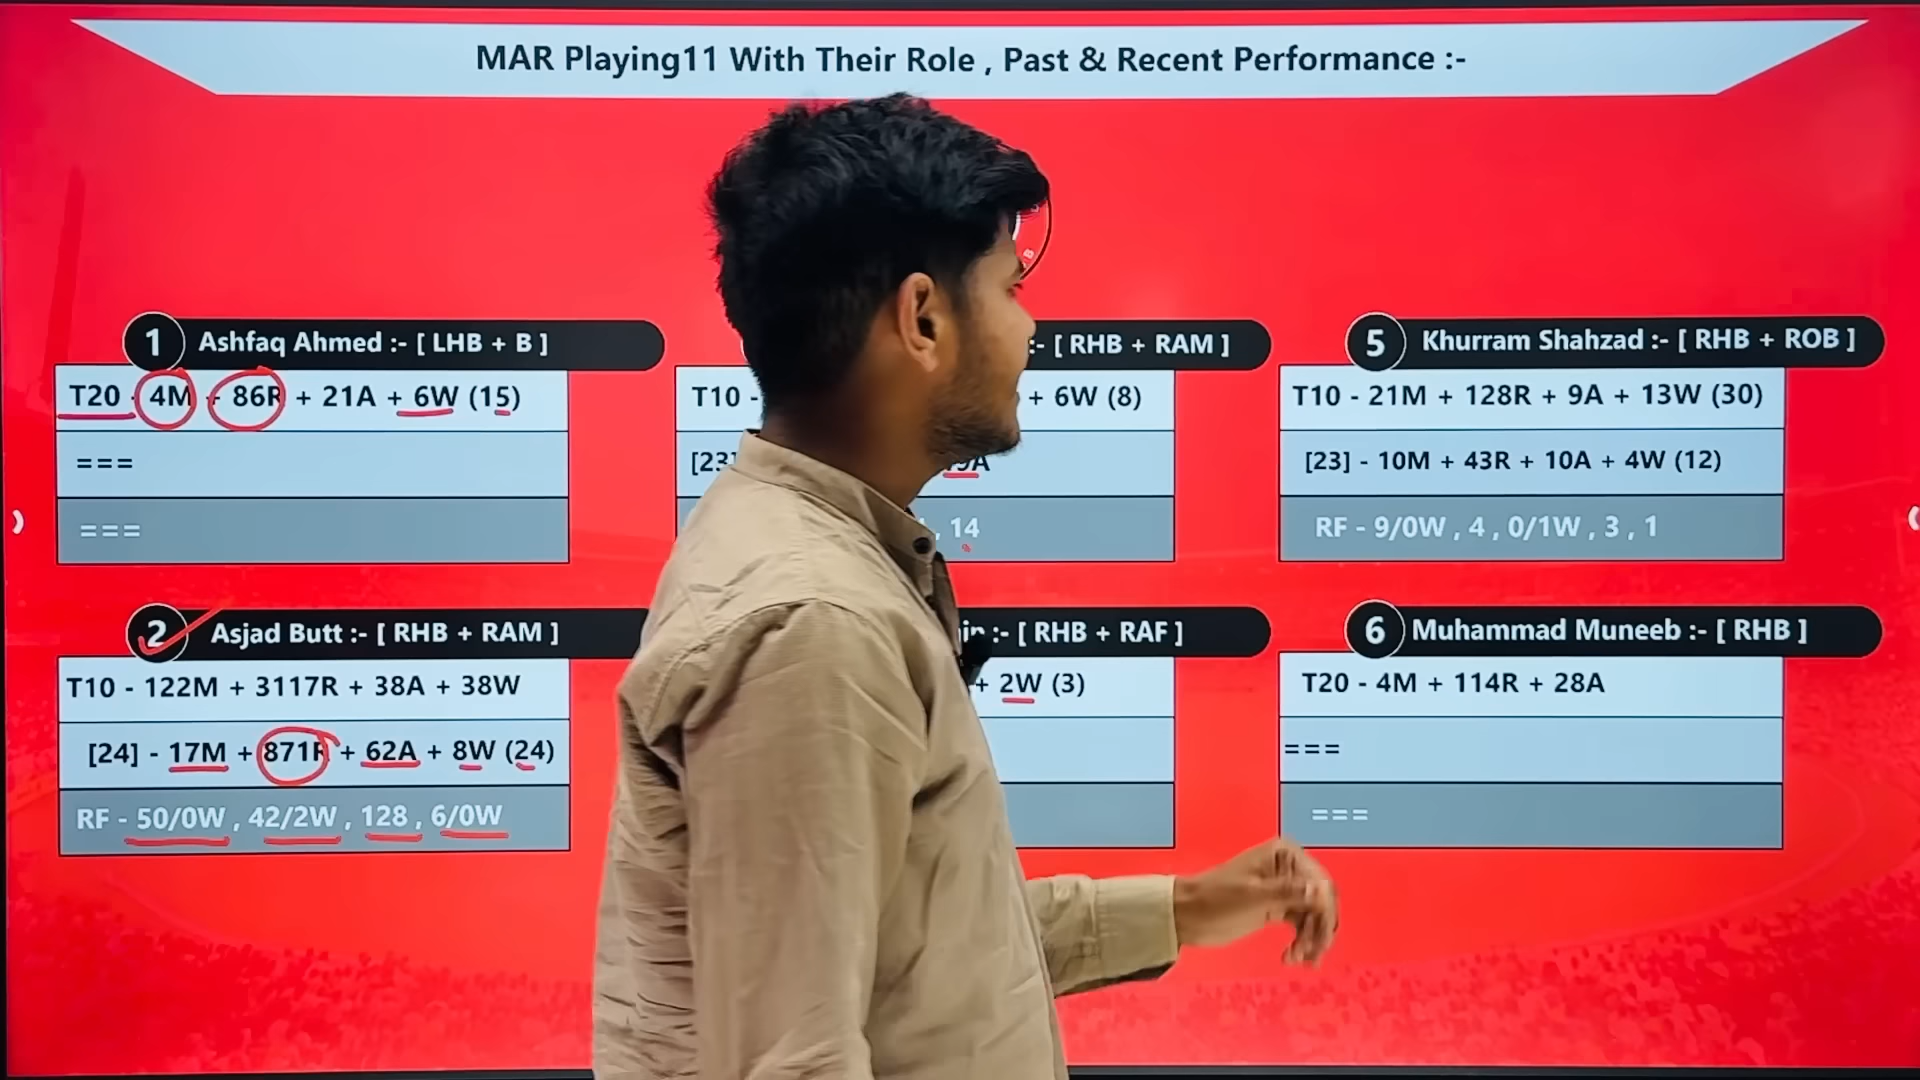 MAR Playing11 With Their Role , Past & Recent Performance :-
1 Ashfaq Ahmed :- [ LHB + B ]
T20 - 4M + 86R + 21A + 6W (15)
===
===
2 Asjad Butt :- [ RHB + RAM ]
T10 - 122M + 3117R + 38A + 38W
[24] - 17M + 871R + 62A + 8W (24)
RF - 50/0W , 42/2W , 128 , 6/0W
:- [ RHB + RAM ]
T10 - + 6W (8)
[23]
, 14
:- [ RHB + RAF ]
+ 2W (3)
5 Khurram Shahzad :- [ RHB + ROB ]
T10 - 21M + 128R + 9A + 13W (30)
[23] - 10M + 43R + 10A + 4W (12)
RF - 9/0W , 4 , 0/1W , 3 , 1
6 Muhammad Muneeb :- [ RHB ]
T20 - 4M + 114R + 28A
===
===